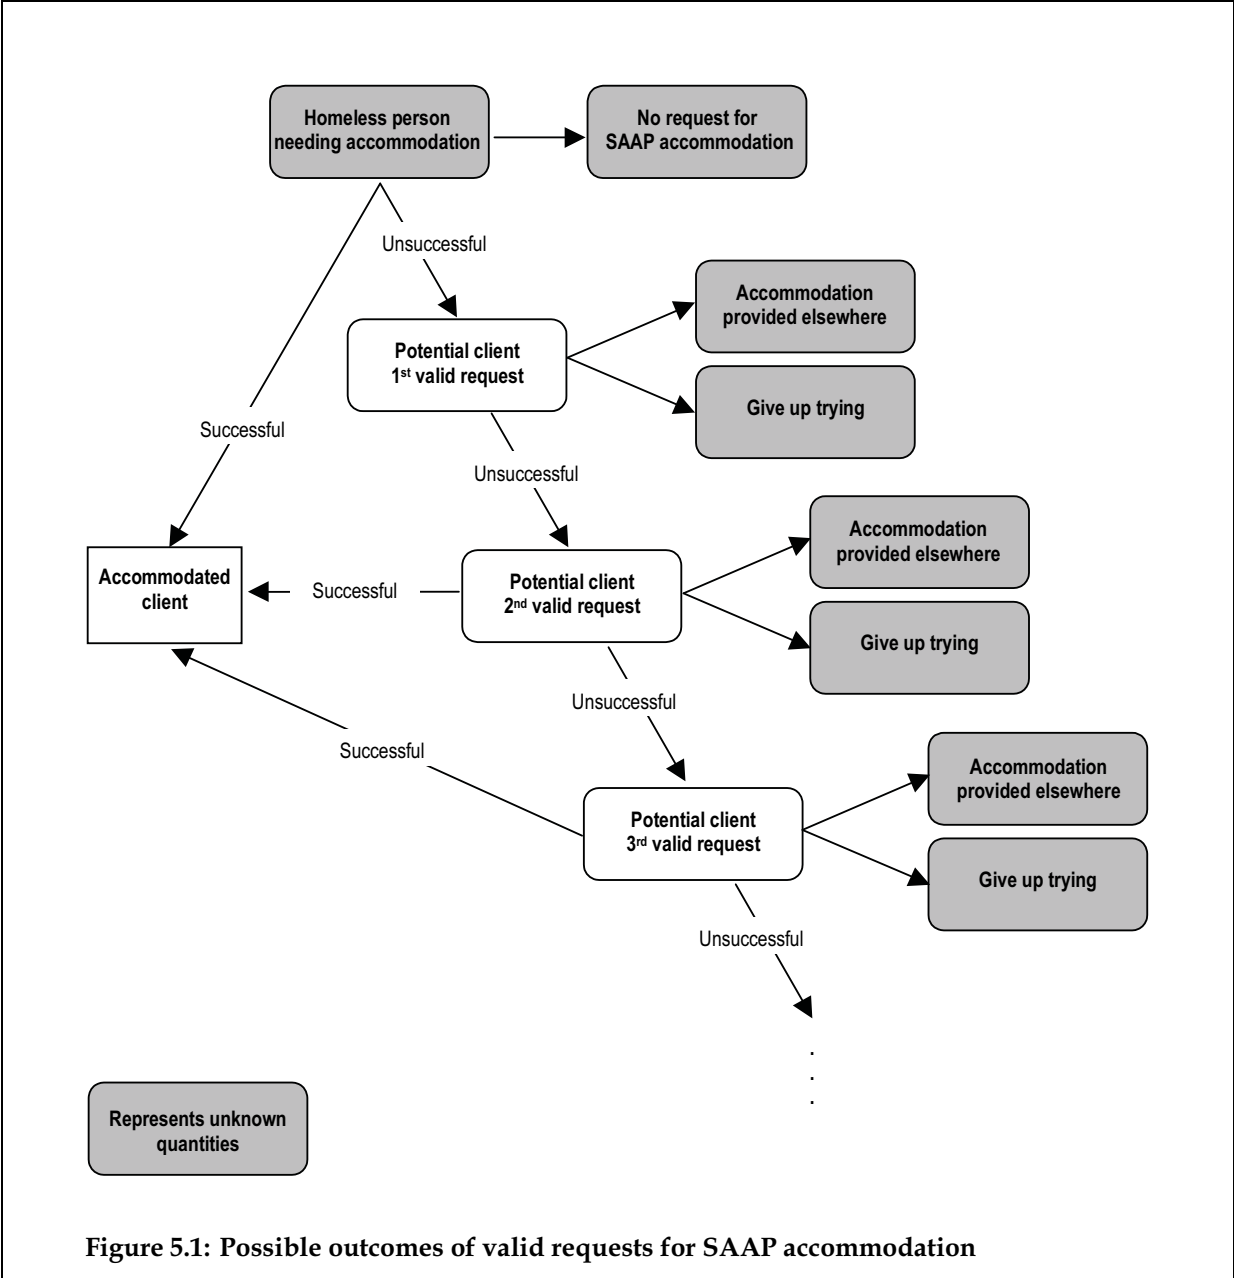 Homeless person
needing accommodation
No request for
SAAP accommodation
Unsuccessful
Accommodation
provided elsewhere
Potential client
1st valid request
Give up trying
Successful
Unsuccessful
Accommodation
provided elsewhere
Accommodated
client
Successful
Potential client
2nd valid request
Give up trying
Unsuccessful
Successful
Accommodation
provided elsewhere
Potential client
3rd valid request
Give up trying
Unsuccessful
.
.
.
Represents unknown
quantities
Figure 5.1: Possible outcomes of valid requests for SAAP accommodation